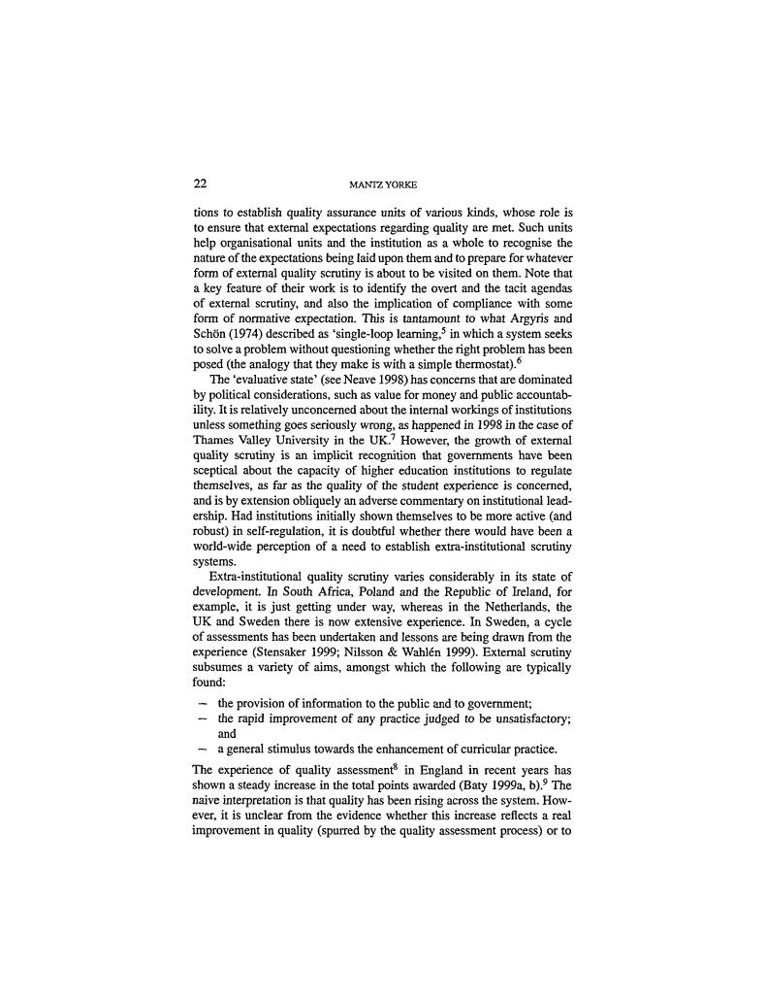 22
MANTZ YORKE
tions to establish quality assurance units of various kinds, whose role is
to ensure that external expectations regarding quality are met. Such units
help organisational units and the institution as a whole to recognise the
nature of the expectations being laid upon them and to prepare for whatever
form of external quality scrutiny is about to be visited on them. Note that
a key feature of their work is to identify the overt and the tacit agendas
of external scrutiny, and also the implication of compliance with some
form of normative expectation. This is tantamount to what Argyris and
Schön (1974) described as ‘single-loop learning,⁵ in which a system seeks
to solve a problem without questioning whether the right problem has been
posed (the analogy that they make is with a simple thermostat).⁶
The ‘evaluative state’ (see Neave 1998) has concerns that are dominated
by political considerations, such as value for money and public accountab-
ility. It is relatively unconcerned about the internal workings of institutions
unless something goes seriously wrong, as happened in 1998 in the case of
Thames Valley University in the UK.⁷ However, the growth of external
quality scrutiny is an implicit recognition that governments have been
sceptical about the capacity of higher education institutions to regulate
themselves, as far as the quality of the student experience is concerned,
and is by extension obliquely an adverse commentary on institutional lead-
ership. Had institutions initially shown themselves to be more active (and
robust) in self-regulation, it is doubtful whether there would have been a
world-wide perception of a need to establish extra-institutional scrutiny
systems.
Extra-institutional quality scrutiny varies considerably in its state of
development. In South Africa, Poland and the Republic of Ireland, for
example, it is just getting under way, whereas in the Netherlands, the
UK and Sweden there is now extensive experience. In Sweden, a cycle
of assessments has been undertaken and lessons are being drawn from the
experience (Stensaker 1999; Nilsson & Wahlén 1999). External scrutiny
subsumes a variety of aims, amongst which the following are typically
found:
– the provision of information to the public and to government;
– the rapid improvement of any practice judged to be unsatisfactory;
and
– a general stimulus towards the enhancement of curricular practice.
The experience of quality assessment⁸ in England in recent years has
shown a steady increase in the total points awarded (Baty 1999a, b).⁹ The
naive interpretation is that quality has been rising across the system. How-
ever, it is unclear from the evidence whether this increase reflects a real
improvement in quality (spurred by the quality assessment process) or to